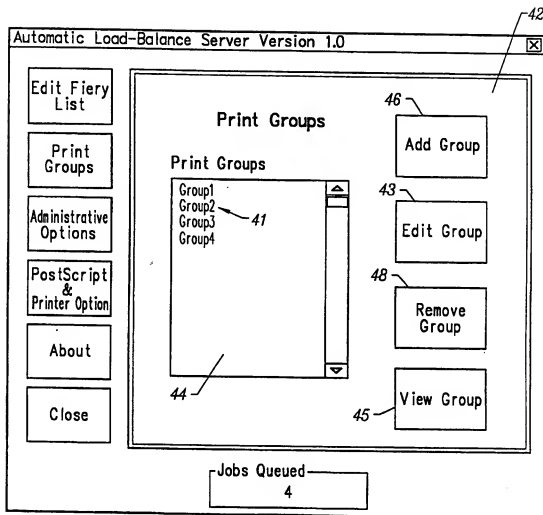 42
Automatic Load-Balance Server Version 1.0
Edit Fiery
List
Print
Groups
Administrative
Options
PostScript
&
Printer Option
About
Close
Print Groups
Print Groups
Group1
Group2
Group3
Group4
41
44
46
Add Group
43
Edit Group
48
Remove
Group
View Group
45
Jobs Queued
4